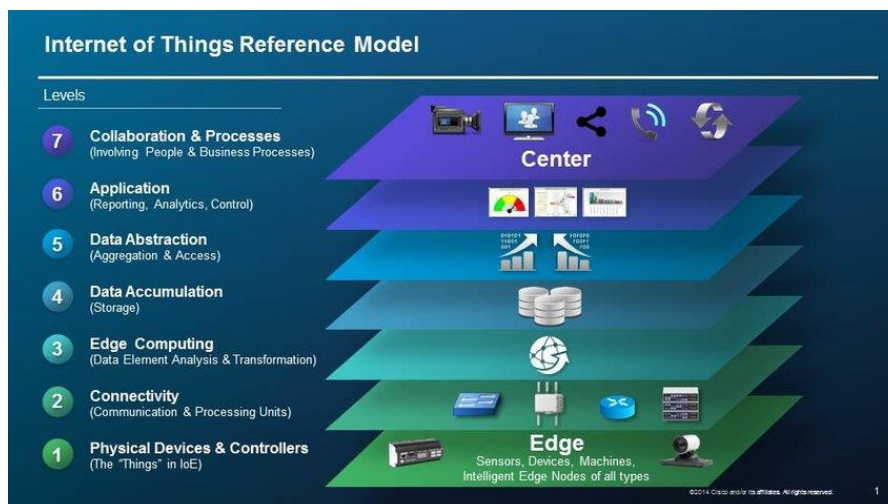 Internet of Things Reference Model
Levels
7
Collaboration & Processes
(Involving People & Business Processes)
Center
6
Application
(Reporting, Analytics, Control)
5
Data Abstraction
(Aggregation & Access)
4
Data Accumulation
(Storage)
3
Edge Computing
(Data Element Analysis & Transformation)
2
Connectivity
(Communication & Processing Units)
1
Physical Devices & Controllers
(The "Things" in IoE)
Edge
Sensors, Devices, Machines,
Intelligent Edge Nodes of all types
©2014 Cisco and/or its affiliates. All rights reserved.
1